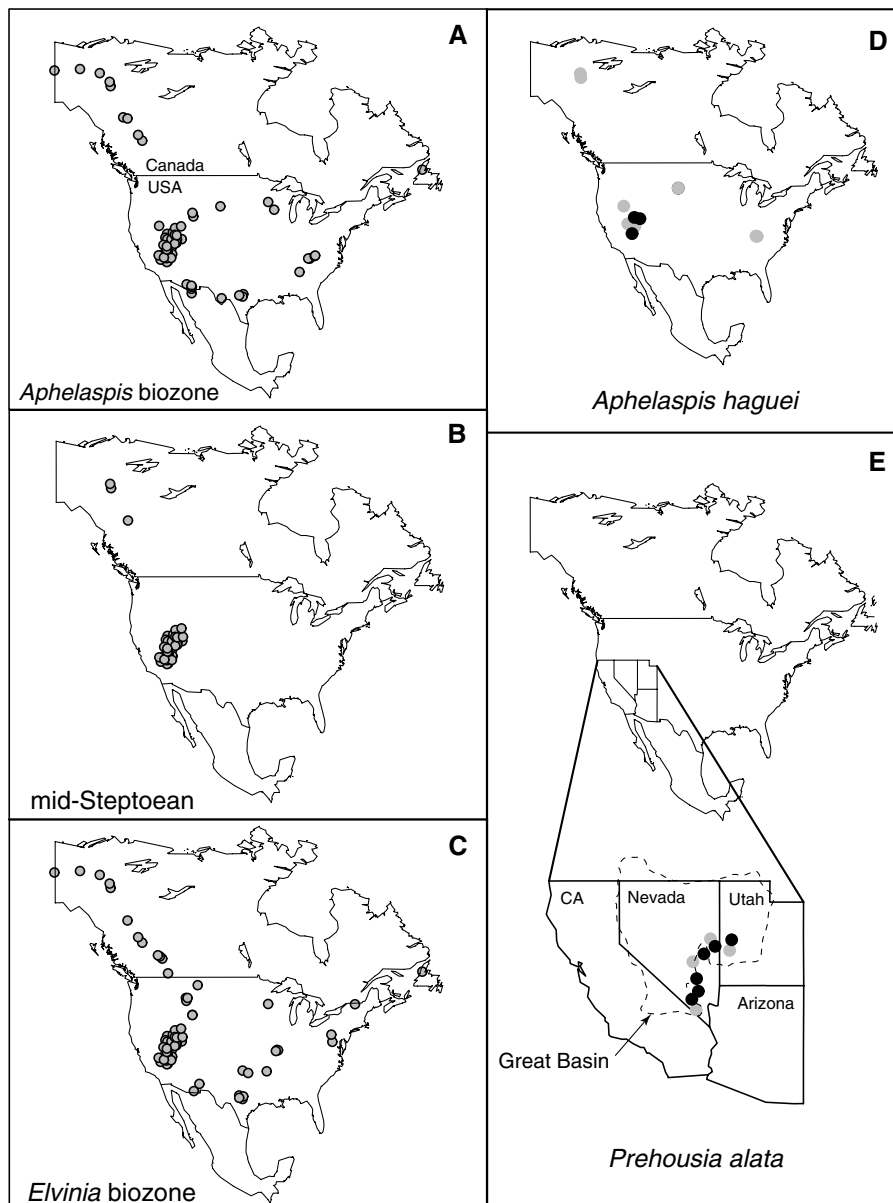 A
Canada
USA
Aphelaspis biozone
B
mid-Steptoean
C
Elvinia biozone
D
Aphelaspis haguei
E
CA
Nevada
Utah
Arizona
Great Basin
Prehousia alata